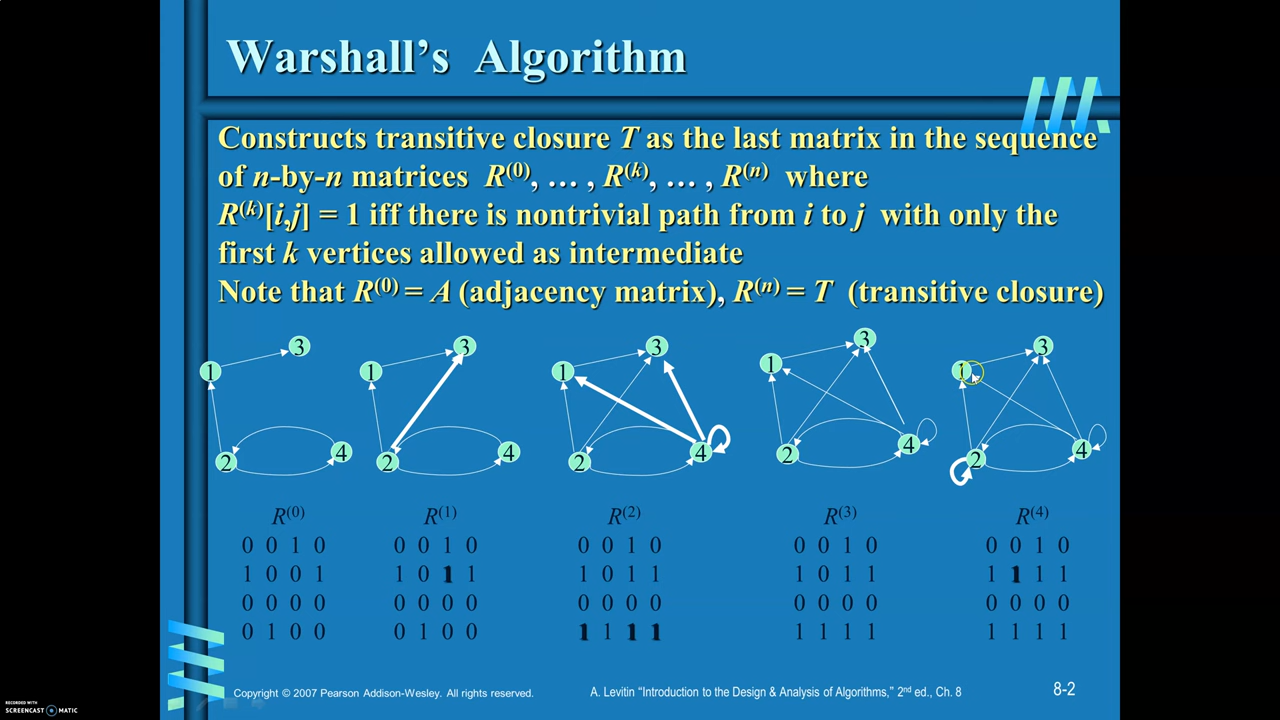 Warshall’s Algorithm
Constructs transitive closure T as the last matrix in the sequence
of n-by-n matrices R(0), … , R(k), … , R(n) where
R(k)[i,j] = 1 iff there is nontrivial path from i to j with only the
first k vertices allowed as intermediate
Note that R(0) = A (adjacency matrix), R(n) = T (transitive closure)
3 3 3 3 3
1 1 1 1 1
4 4 4 4 4
2 2 2 2 2
R(0) R(1) R(2) R(3) R(4)
0 0 1 0 0 0 1 0 0 0 1 0 0 0 1 0 0 0 1 0
1 0 0 1 1 0 1 1 1 0 1 1 1 0 1 1 1 1 1 1
0 0 0 0 0 0 0 0 0 0 0 0 0 0 0 0 0 0 0 0
0 1 0 0 0 1 0 0 1 1 1 1 1 1 1 1 1 1 1 1
Copyright © 2007 Pearson Addison-Wesley. All rights reserved. A. Levitin “Introduction to the Design & Analysis of Algorithms,” 2nd ed., Ch. 8 8-2
RECORDED WITH
SCREENCAST MATIC